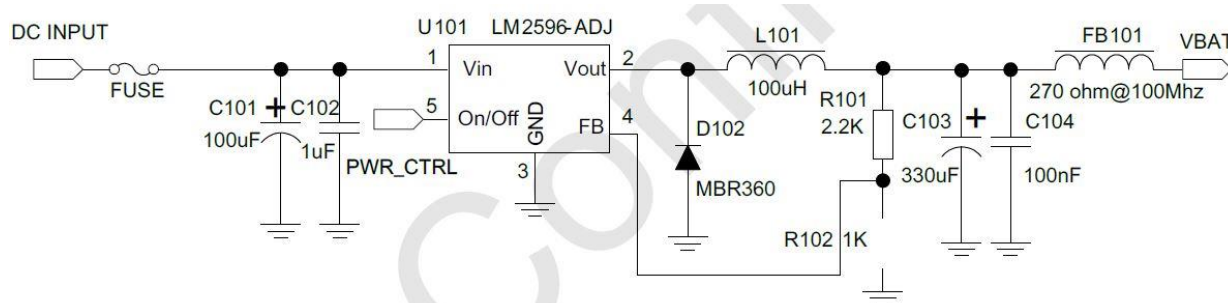 U101 LM2596-ADJ
DC INPUT
FUSE
1
Vin
Vout
2
5
On/Off
GND
FB
4
3
C101
+
100uF
C102
1uF
PWR_CTRL
D102
MBR360
L101
100uH
R101
2.2K
R102 1K
C103
+
330uF
C104
100nF
FB101
270 ohm@100Mhz
VBAT